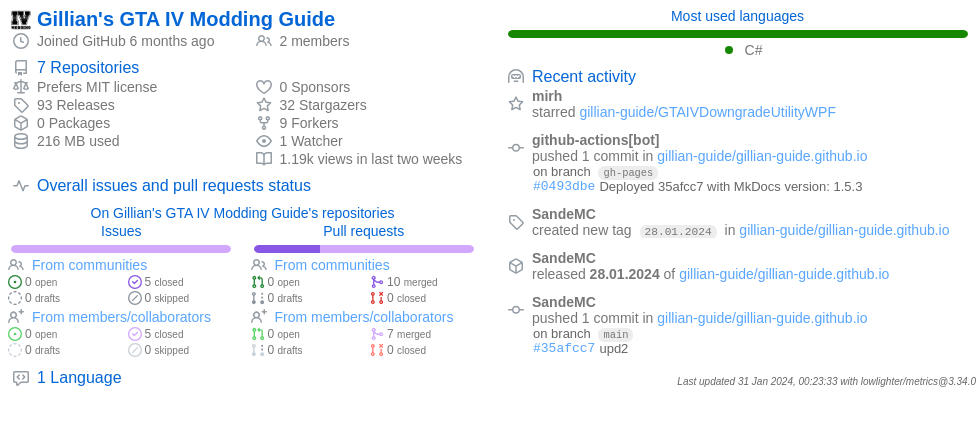 Gillian's GTA IV Modding Guide
Joined GitHub 6 months ago
2 members
7 Repositories
Prefers MIT license
0 Sponsors
93 Releases
32 Stargazers
0 Packages
9 Forkers
216 MB used
1 Watcher
1.19k views in last two weeks
Overall issues and pull requests status
On Gillian's GTA IV Modding Guide's repositories
Issues
From communities
0 open
5 closed
0 drafts
0 skipped
From members/collaborators
0 open
5 closed
0 drafts
0 skipped
Pull requests
From communities
0 open
10 merged
0 drafts
0 closed
From members/collaborators
0 open
7 merged
0 drafts
0 closed
1 Language
Most used languages
C#
Recent activity
mirh
starred gillian-guide/GTAIVDowngradeUtilityWPF
github-actions[bot]
pushed 1 commit in gillian-guide/gillian-guide.github.io
on branch gh-pages
#0493dbe Deployed 35afcc7 with MkDocs version: 1.5.3
SandeMC
created new tag 28.01.2024 in gillian-guide/gillian-guide.github.io
SandeMC
released 28.01.2024 of gillian-guide/gillian-guide.github.io
SandeMC
pushed 1 commit in gillian-guide/gillian-guide.github.io
on branch main
#35afcc7 upd2
Last updated 31 Jan 2024, 00:23:33 with lowlighter/metrics@3.34.0